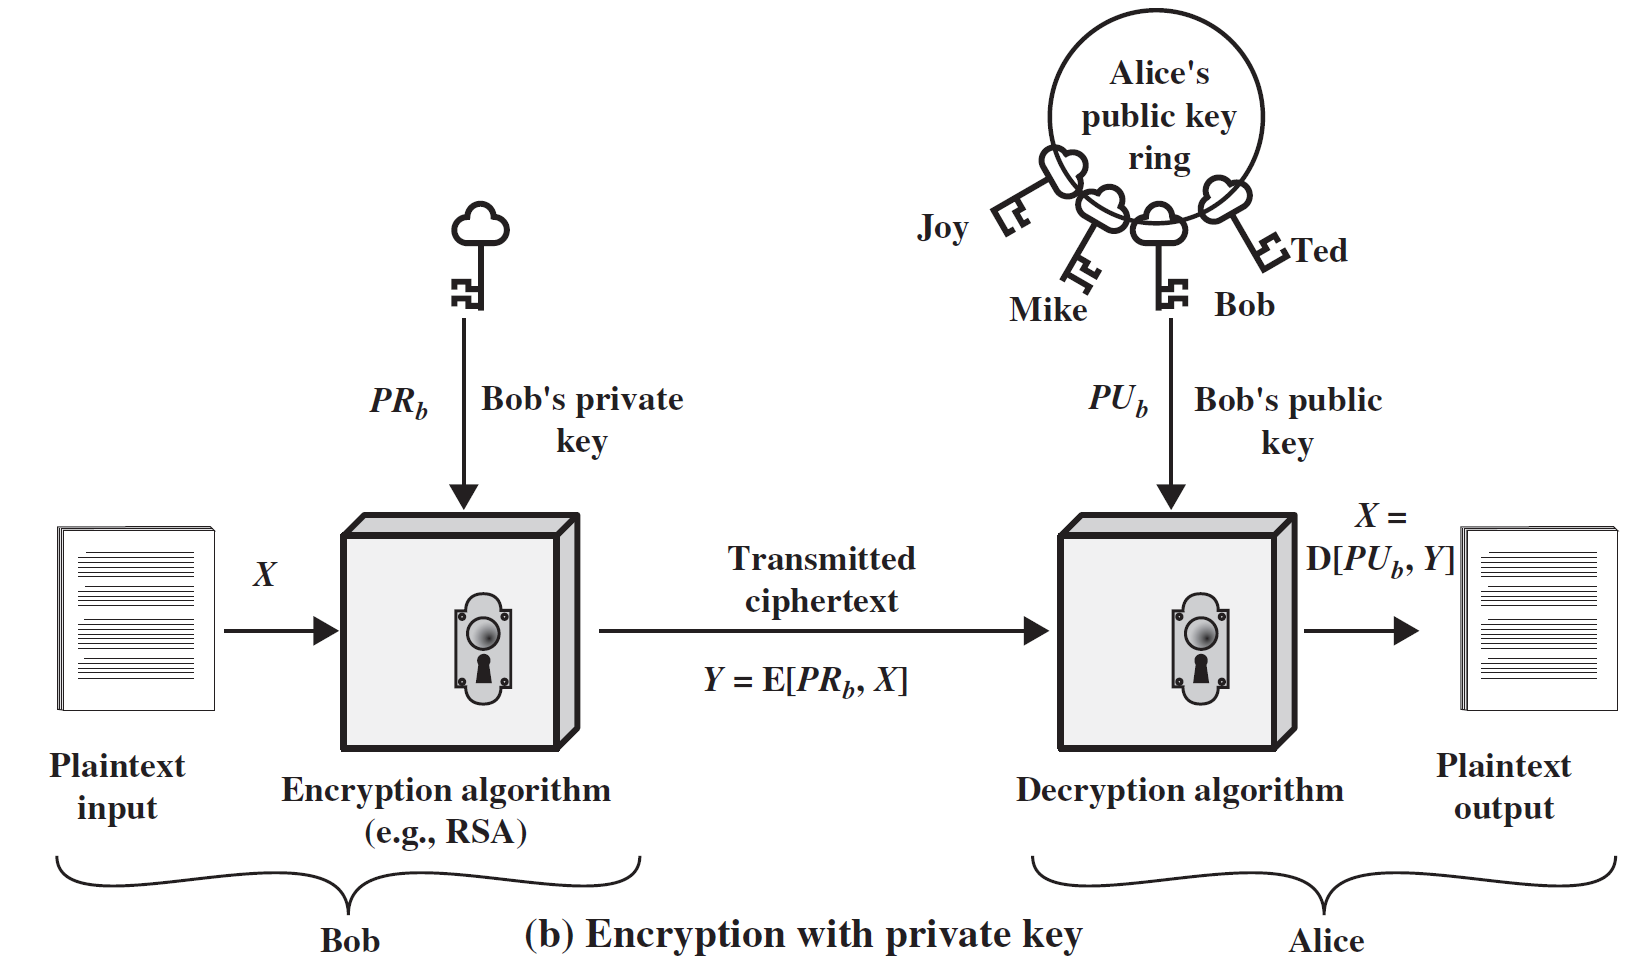 Alice's
public key
ring
Joy
Mike
Bob
Ted
PRb
Bob's private
key
PUb
Bob's public
key
X
Transmitted
ciphertext
Y = E[PRb, X]
X =
D[PUb, Y]
Plaintext
input
Encryption algorithm
(e.g., RSA)
Decryption algorithm
Plaintext
output
Bob
(b) Encryption with private key
Alice